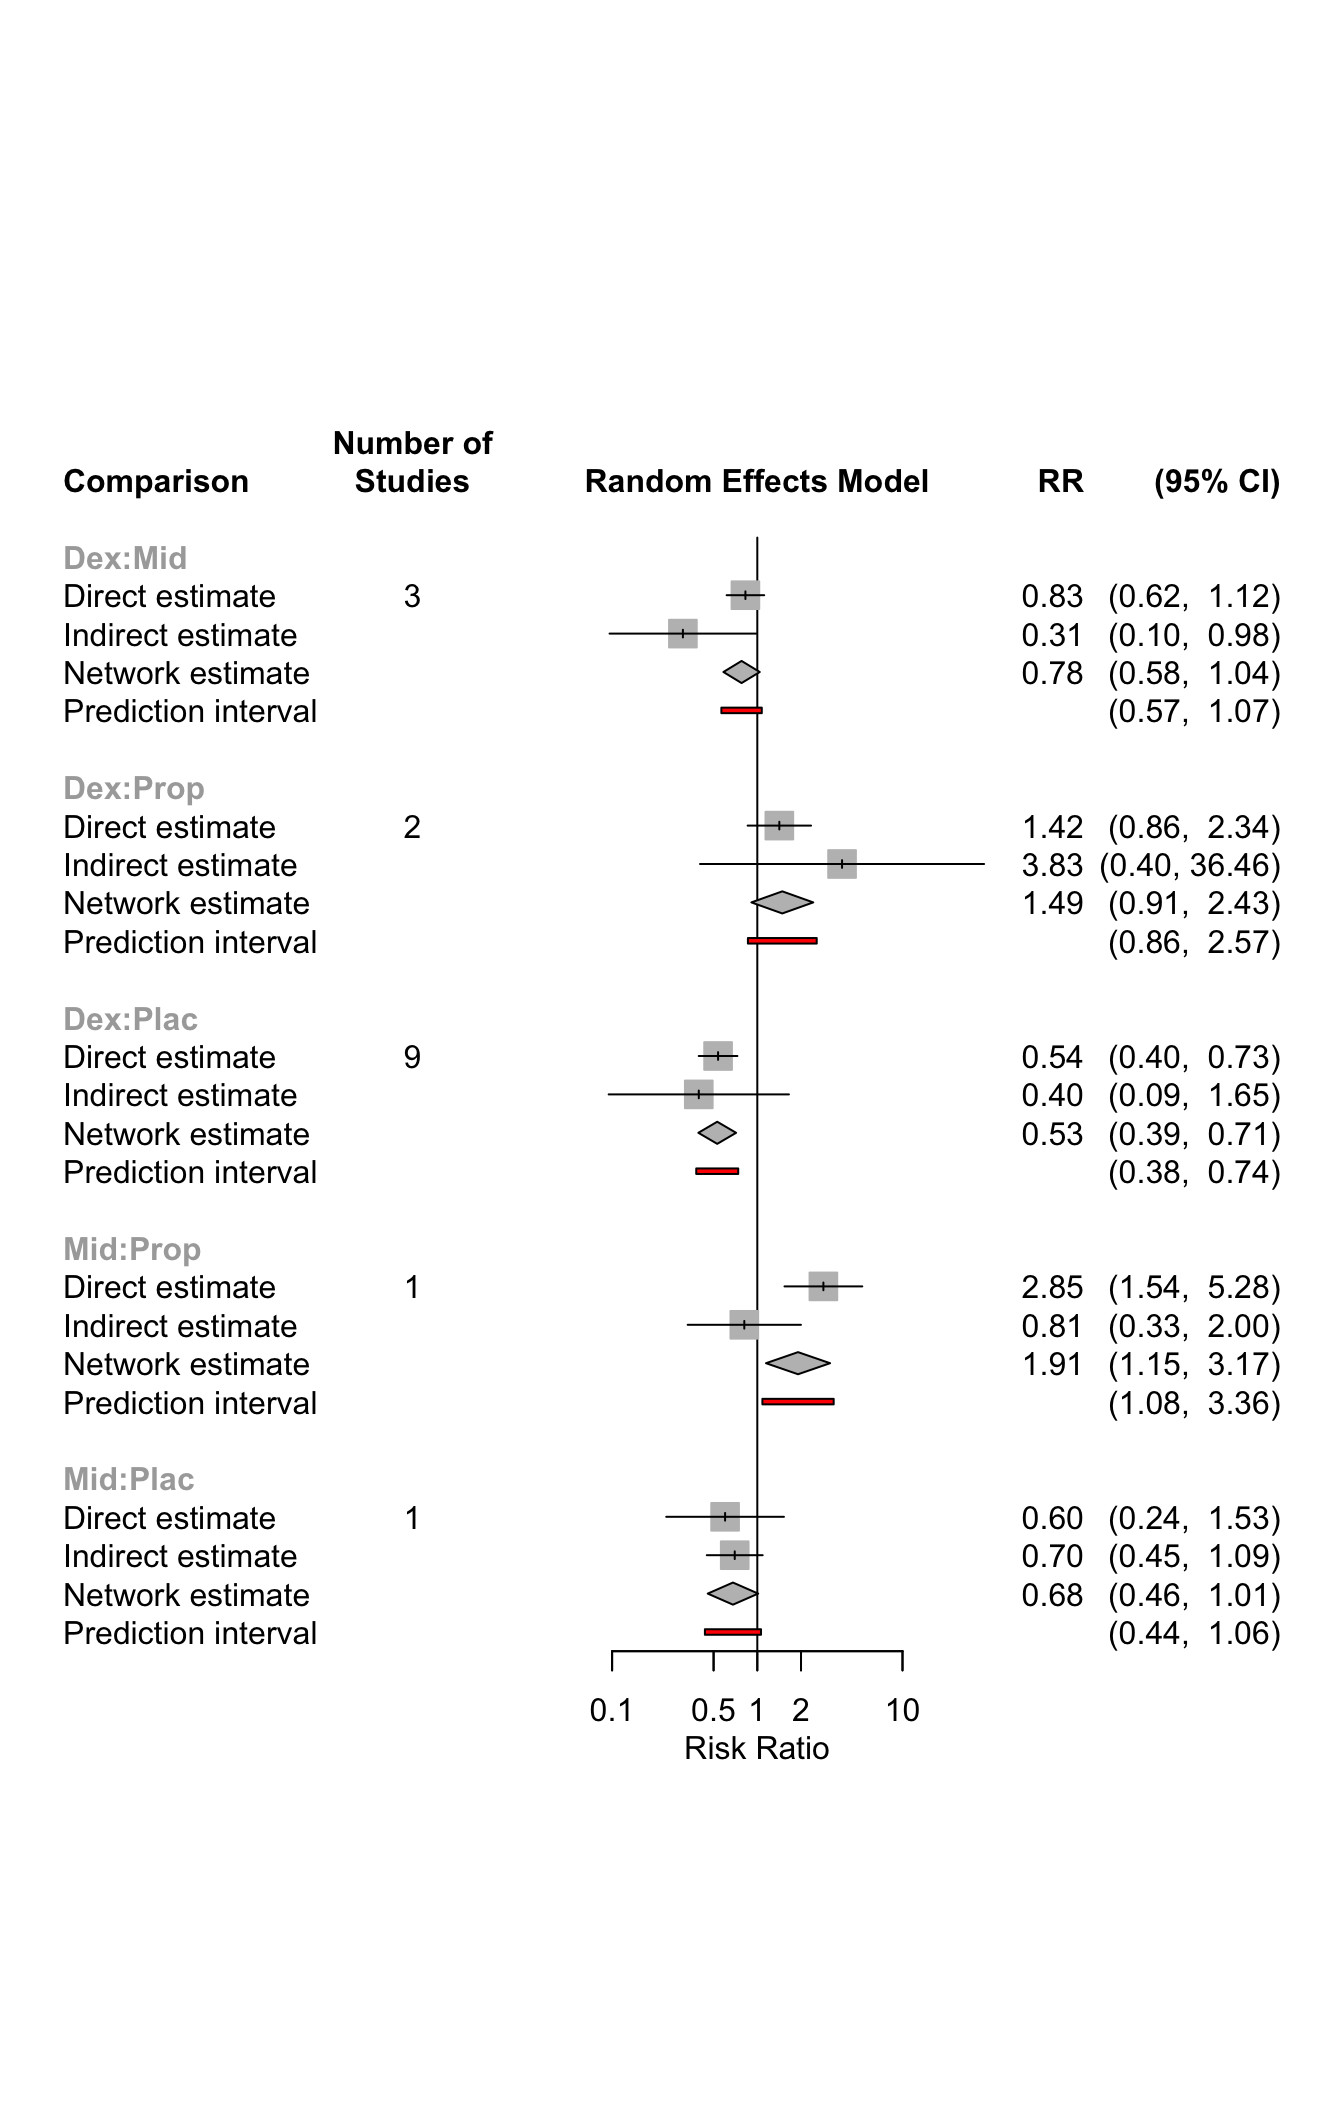 Number of
Comparison Studies Random Effects Model RR (95% CI)
Dex:Mid
Direct estimate 3 0.83 (0.62, 1.12)
Indirect estimate 0.31 (0.10, 0.98)
Network estimate 0.78 (0.58, 1.04)
Prediction interval (0.57, 1.07)
Dex:Prop
Direct estimate 2 1.42 (0.86, 2.34)
Indirect estimate 3.83 (0.40, 36.46)
Network estimate 1.49 (0.91, 2.43)
Prediction interval (0.86, 2.57)
Dex:Plac
Direct estimate 9 0.54 (0.40, 0.73)
Indirect estimate 0.40 (0.09, 1.65)
Network estimate 0.53 (0.39, 0.71)
Prediction interval (0.38, 0.74)
Mid:Prop
Direct estimate 1 2.85 (1.54, 5.28)
Indirect estimate 0.81 (0.33, 2.00)
Network estimate 1.91 (1.15, 3.17)
Prediction interval (1.08, 3.36)
Mid:Plac
Direct estimate 1 0.60 (0.24, 1.53)
Indirect estimate 0.70 (0.45, 1.09)
Network estimate 0.68 (0.46, 1.01)
Prediction interval (0.44, 1.06)
0.1 0.5 1 2 10
Risk Ratio